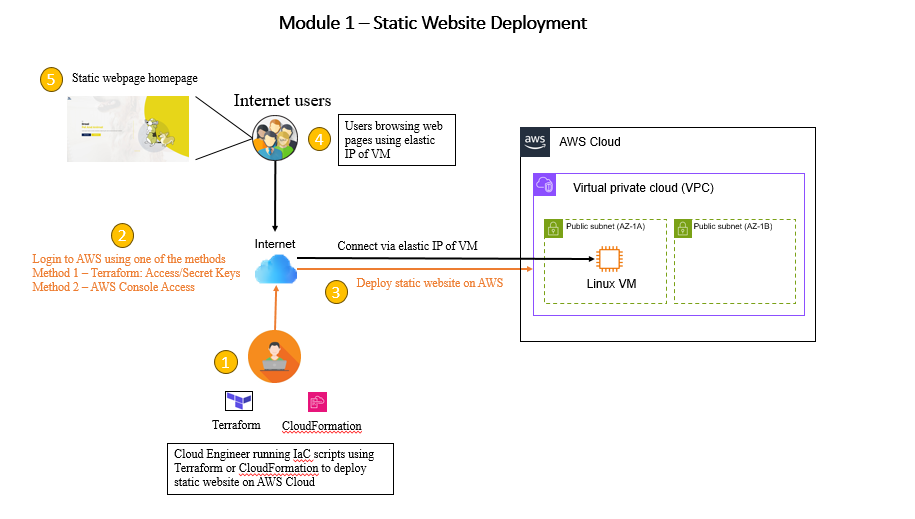 Module 1 – Static Website Deployment
5
Static webpage homepage
Internet users
4
Users browsing web
pages using elastic
IP of VM
aws
AWS Cloud
Virtual private cloud (VPC)
Public subnet (AZ-1A)
Public subnet (AZ-1B)
Linux VM
2
Login to AWS using one of the methods
Method 1 – Terraform: Access/Secret Keys
Method 2 – AWS Console Access
Internet
Connect via elastic IP of VM
3
Deploy static website on AWS
1
Terraform
CloudFormation
Cloud Engineer running IaC scripts using
Terraform or CloudFormation to deploy
static website on AWS Cloud